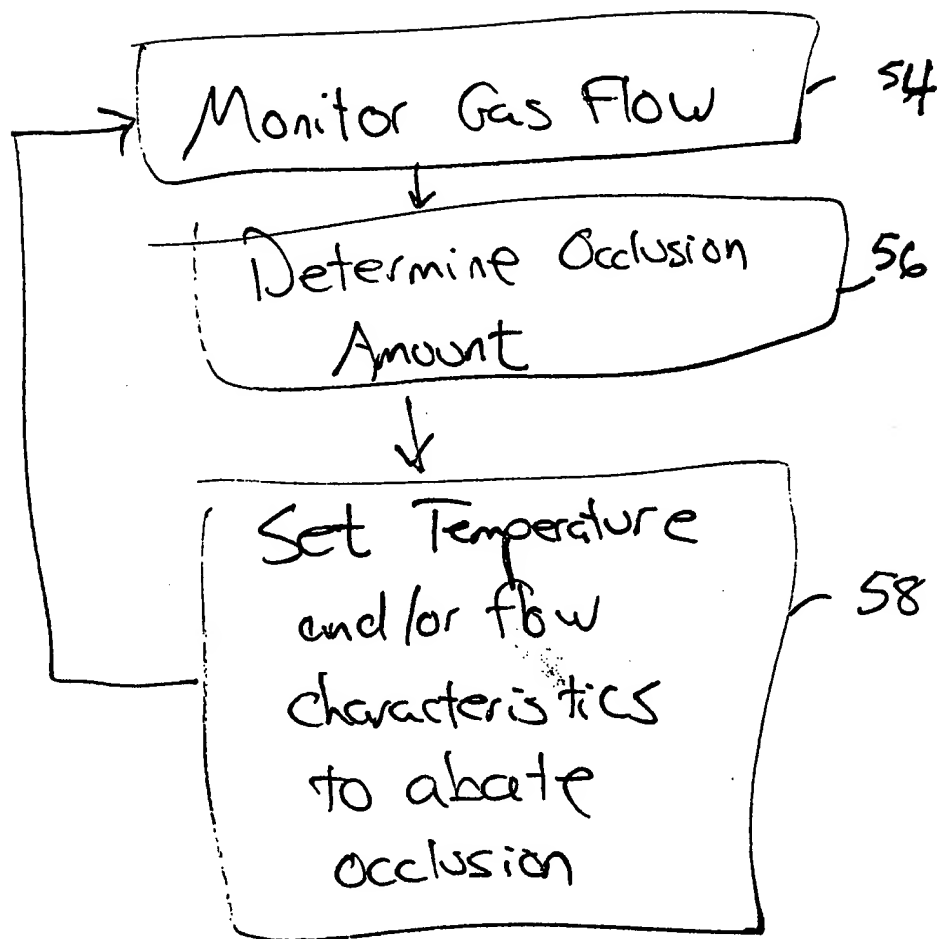 Monitor Gas Flow
54
Determine Occlusion
Amount
56
Set Temperature
and/or flow
characteristics
to abate
occlusion
58